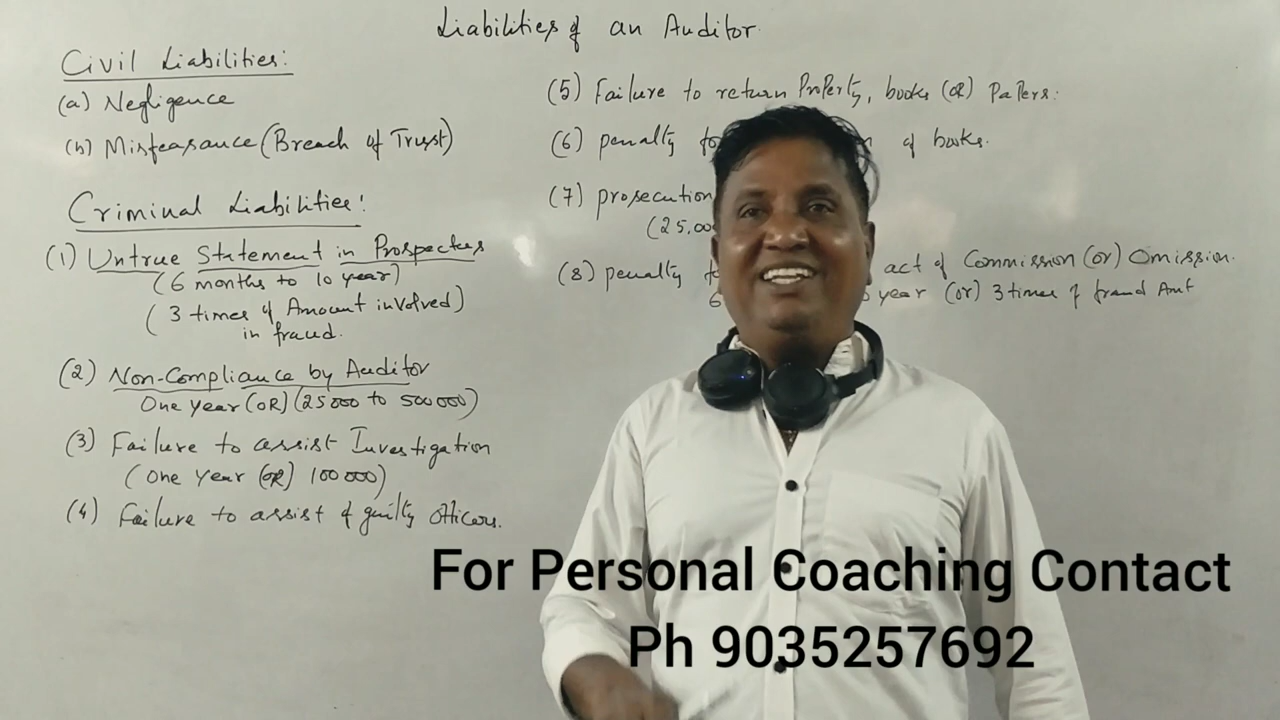 Liabilities of an Auditor
Civil Liabilities:
(a) Negligence
(b) Misfeasance (Breach of Trust)
Criminal Liabilities:
(1) Untrue Statement in Prospectus
(6 months to 10 year)
(3 times of Amount involved)
in fraud.
(2) Non-Compliance by Auditor
One year (OR) (25000 to 500000)
(3) Failure to assist Investigation
(One year (OR) 100000)
(4) Failure to assist of guilty officers.
(5) Failure to return Property, books (OR) Papers.
(6) penalty of books.
(7) prosecution
(25,00
(8) penalty act of Commission (or) Omission.
6 year (or) 3 times of fraud Amt
For Personal Coaching Contact
Ph 9035257692